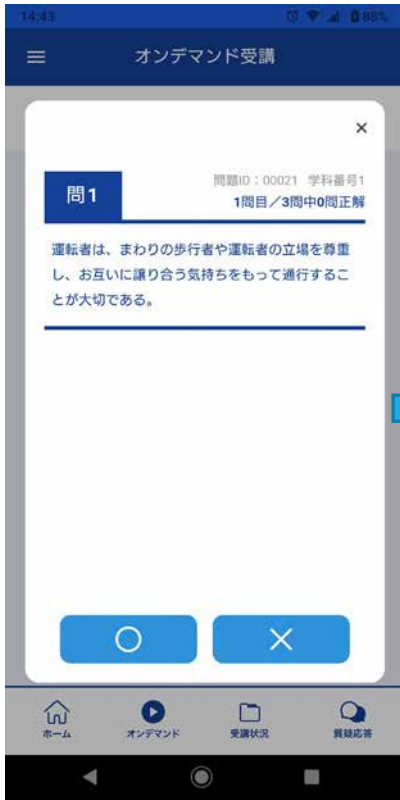 14:43
88%
オンデマンド受講
×
問題ID：00021 学科番号1
問1
1問目／3問中0問正解
運転者は、まわりの歩行者や運転者の立場を尊重
し、お互いに譲り合う気持ちをもって通行するこ
とが大切である。
ホーム
オンデマンド
受講状況
質疑応答